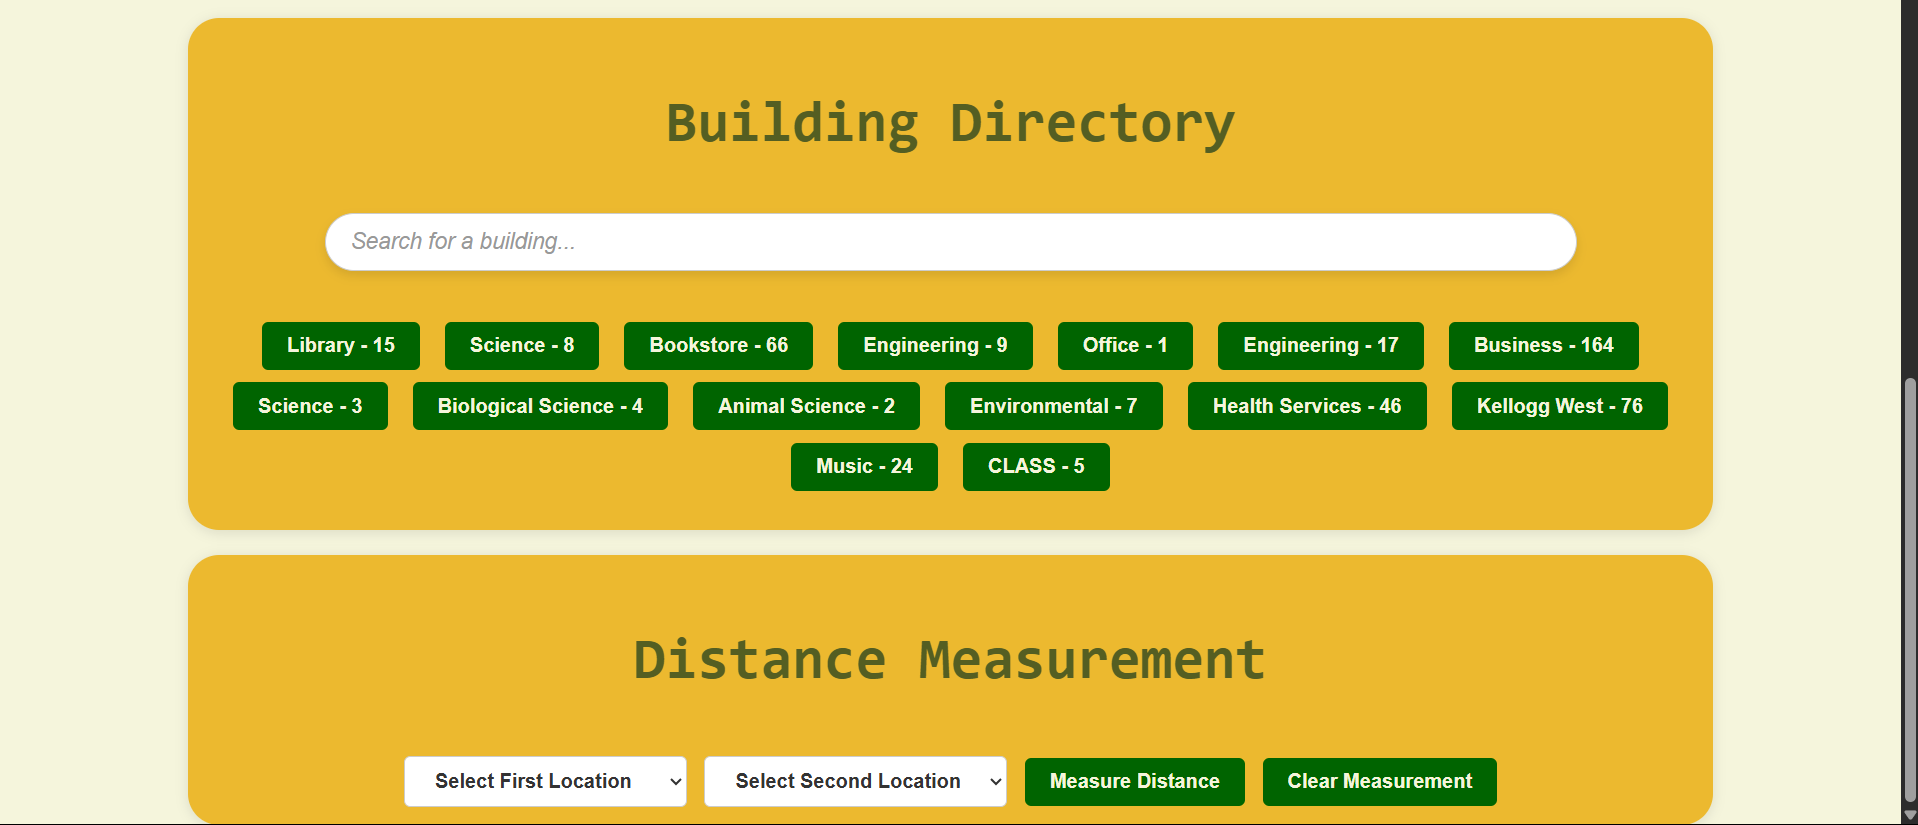 Building Directory
Search for a building...
Library - 15
Science - 8
Bookstore - 66
Engineering - 9
Office - 1
Engineering - 17
Business - 164
Science - 3
Biological Science - 4
Animal Science - 2
Environmental - 7
Health Services - 46
Kellogg West - 76
Music - 24
CLASS - 5
Distance Measurement
Select First Location
Select Second Location
Measure Distance
Clear Measurement